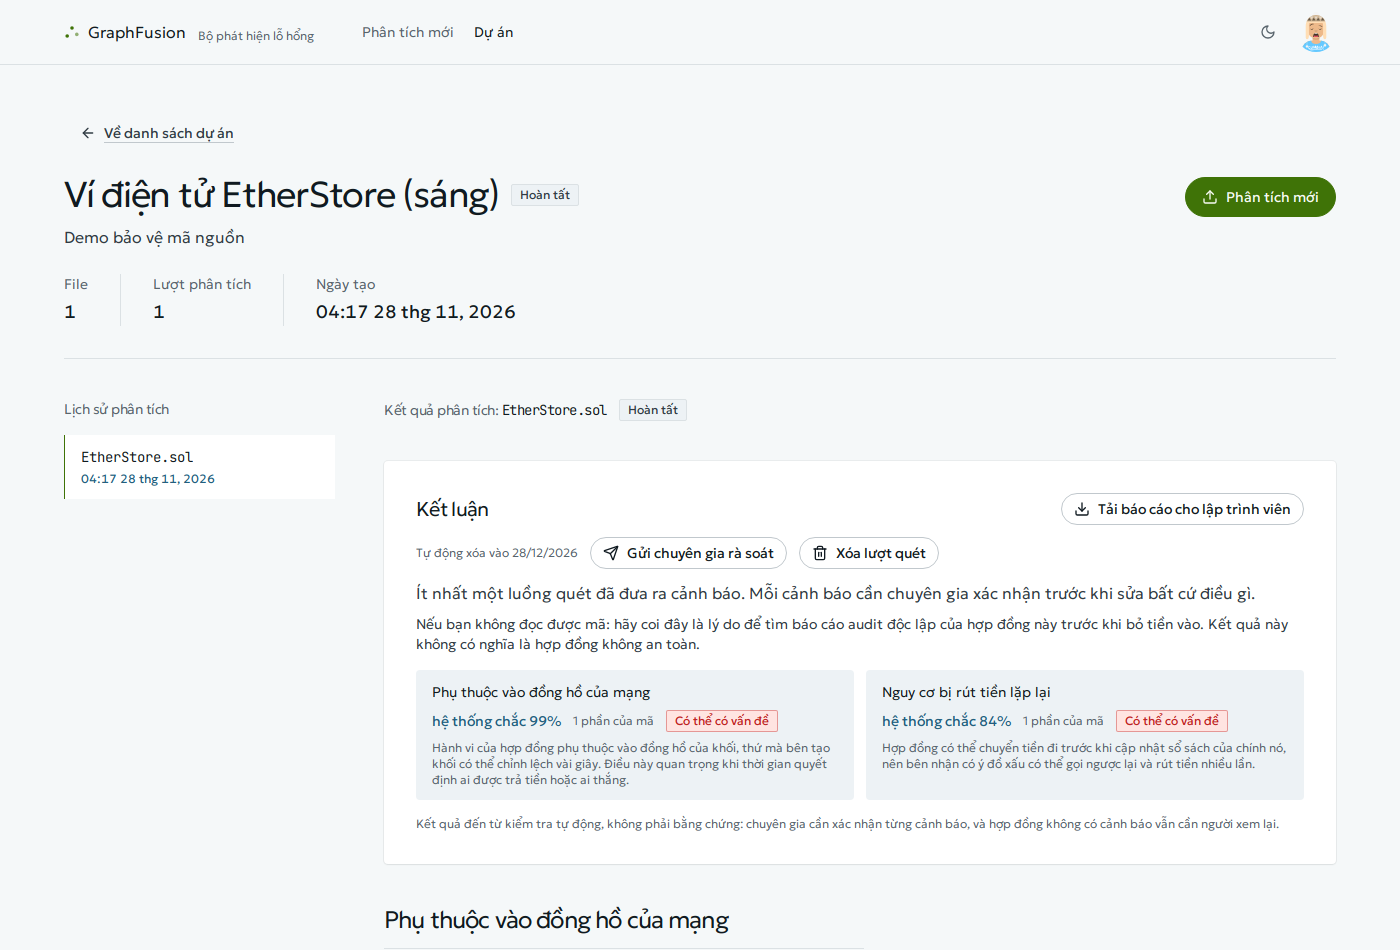 GraphFusion Bộ phát hiện lỗ hổng Phân tích mới Dự án
Về danh sách dự án
Ví điện tử EtherStore (sáng) Hoàn tất
Phân tích mới
Demo bảo vệ mã nguồn
File Lượt phân tích Ngày tạo
1 1 04:17 28 thg 11, 2026
Lịch sử phân tích
EtherStore.sol
04:17 28 thg 11, 2026
Kết quả phân tích: EtherStore.sol Hoàn tất
Kết luận
Tải báo cáo cho lập trình viên
Tự động xóa vào 28/12/2026 Gửi chuyên gia rà soát Xóa lượt quét
Ít nhất một luồng quét đã đưa ra cảnh báo. Mỗi cảnh báo cần chuyên gia xác nhận trước khi sửa bất cứ điều gì.
Nếu bạn không đọc được mã: hãy coi đây là lý do để tìm báo cáo audit độc lập của hợp đồng này trước khi bỏ tiền vào. Kết quả này
không có nghĩa là hợp đồng không an toàn.
Phụ thuộc vào đồng hồ của mạng
hệ thống chắc 99% 1 phần của mã Có thể có vấn đề
Hành vi của hợp đồng phụ thuộc vào đồng hồ của khối, thứ mà bên tạo
khối có thể chỉnh lệch vài giây. Điều này quan trọng khi thời gian quyết
định ai được trả tiền hoặc ai thắng.
Nguy cơ bị rút tiền lặp lại
hệ thống chắc 84% 1 phần của mã Có thể có vấn đề
Hợp đồng có thể chuyển tiền đi trước khi cập nhật sổ sách của chính nó,
nên bên nhận có ý đồ xấu có thể gọi ngược lại và rút tiền nhiều lần.
Kết quả đến từ kiểm tra tự động, không phải bằng chứng: chuyên gia cần xác nhận từng cảnh báo, và hợp đồng không có cảnh báo vẫn cần người xem lại.
Phụ thuộc vào đồng hồ của mạng